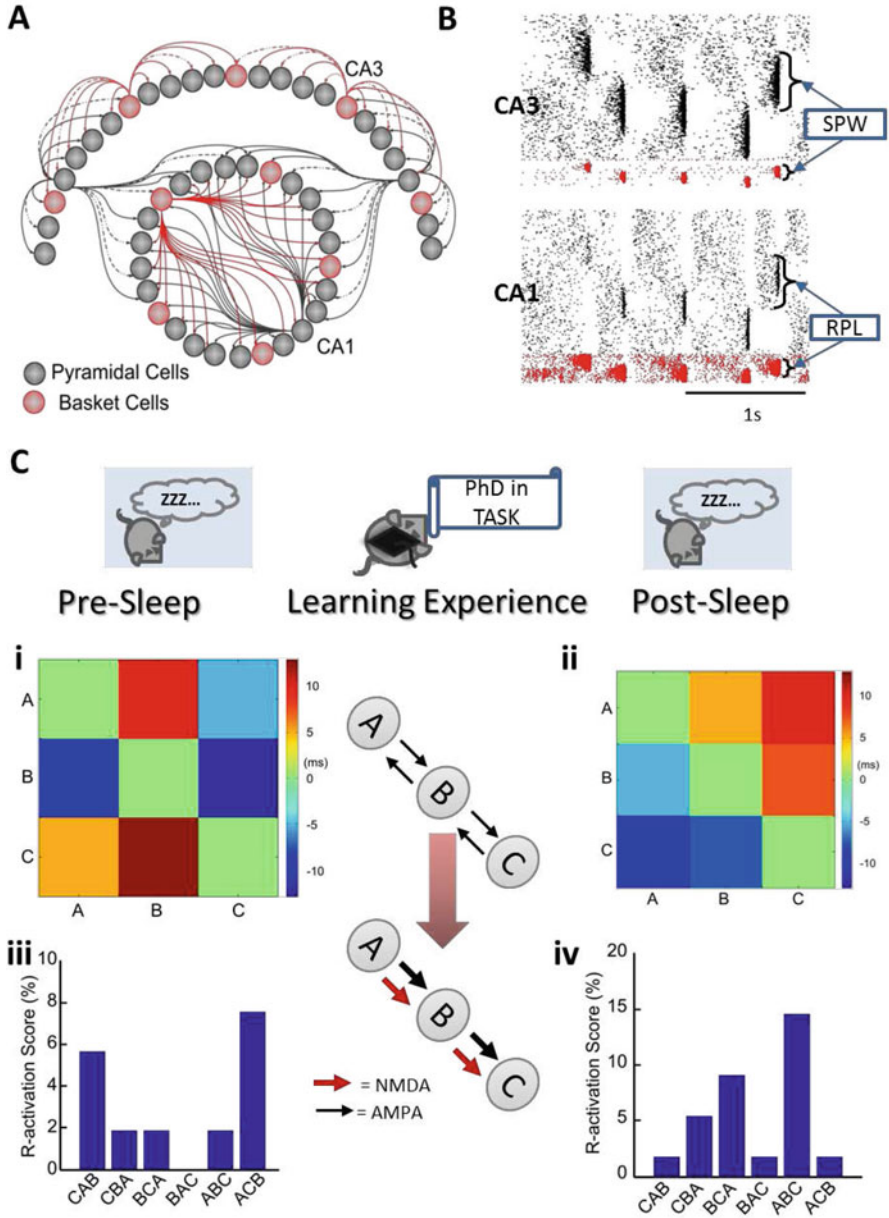 A
CA3
CA1
Pyramidal Cells
Basket Cells
B
CA3
SPW
CA1
RPL
1s
C
zzz...
PhD in
TASK
zzz...
Pre-Sleep
Learning Experience
Post-Sleep
i
A
B
C
A
B
C
10
5
(ms)
0
-5
-10
A
B
C
ii
A
B
C
A
B
C
10
5
(ms)
0
-5
-10
iii
R-activation Score (%)
10
8
6
4
2
0
CAB
CBA
BCA
BAC
ABC
ACB
A
B
C
= NMDA
= AMPA
iv
R-activation Score (%)
20
15
10
5
0
CAB
CBA
BCA
BAC
ABC
ACB